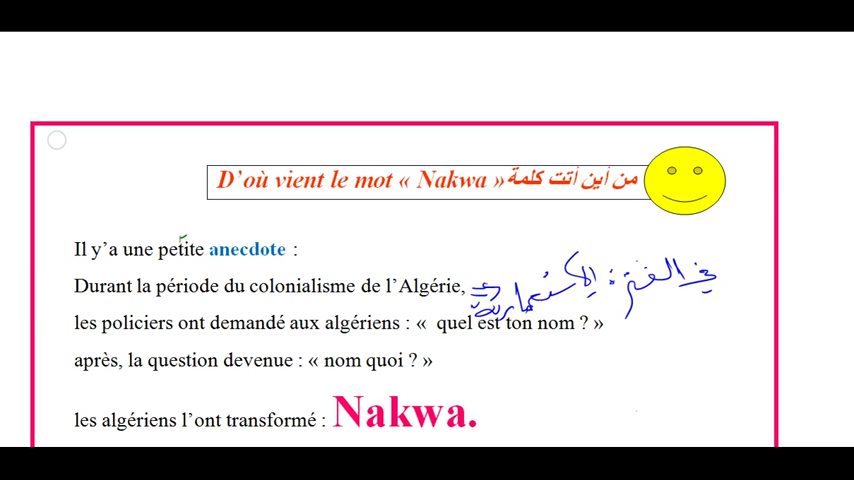 D'où vient le mot « Nakwa » من أين أتت كلمة
Il y'a une petite anecdote :
Durant la période du colonialisme de l'Algérie,
في الفترة الاستعمارية
les policiers ont demandé aux algériens : « quel est ton nom ? »
après, la question devenue : « nom quoi ? »
les algériens l'ont transformé : Nakwa.